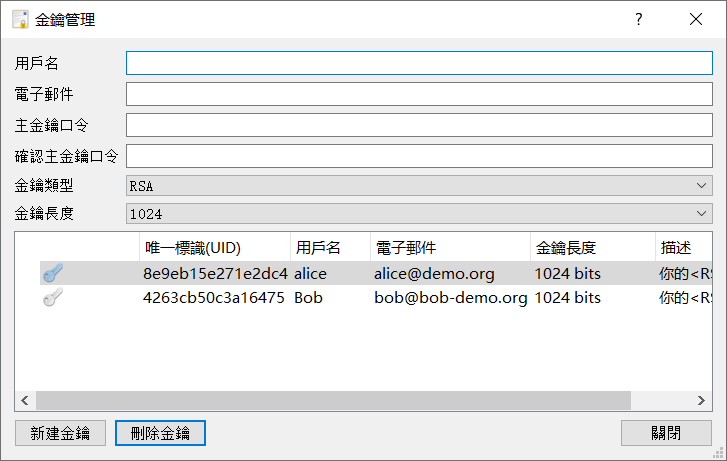 金鑰管理
用戶名
電子郵件
主金鑰口令
確認主金鑰口令
金鑰類型 RSA
金鑰長度 1024
唯一標識(UID) 用戶名 電子郵件 金鑰長度 描述
8e9eb15e271e2dc4 alice alice@demo.org 1024 bits 你的<RS
4263cb50c3a16475 Bob bob@bob-demo.org 1024 bits 你的<RS
新建金鑰 刪除金鑰 關閉